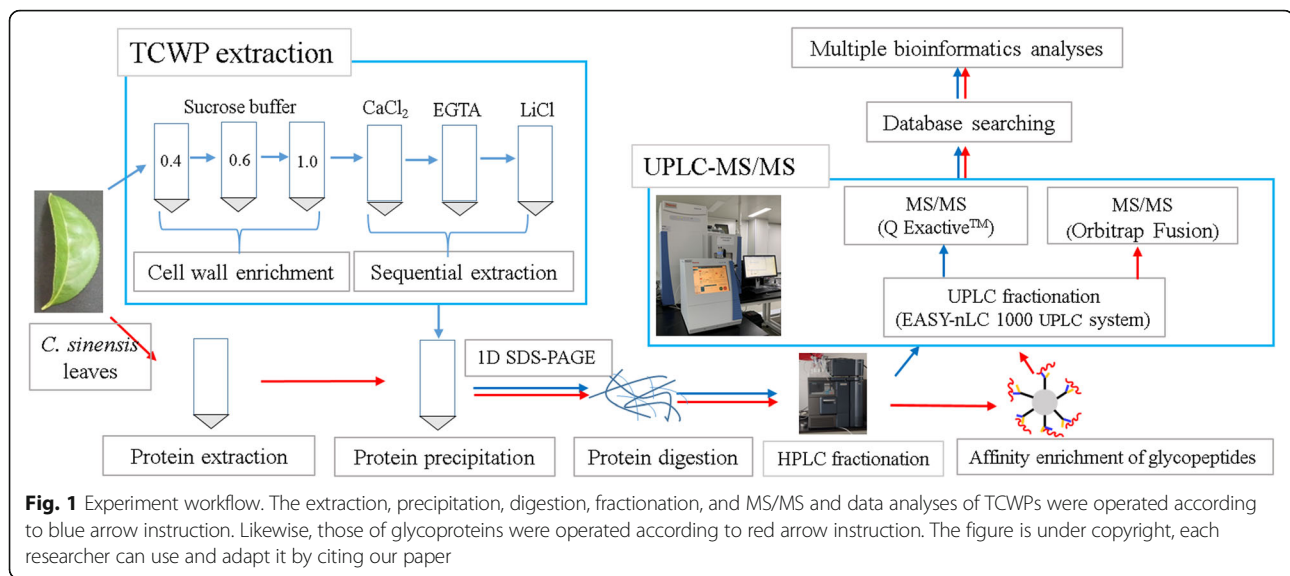 TCWP extraction
Sucrose buffer
CaCl₂
EGTA
LiCl
0.4
0.6
1.0
Cell wall enrichment
Sequential extraction
C. sinensis
leaves
Protein extraction
Protein precipitation
1D SDS-PAGE
Protein digestion
HPLC fractionation
Affinity enrichment of glycopeptides
UPLC-MS/MS
UPLC fractionation
(EASY-nLC 1000 UPLC system)
MS/MS
(Q Exactive™)
MS/MS
(Orbitrap Fusion)
Database searching
Multiple bioinformatics analyses
Fig. 1 Experiment workflow. The extraction, precipitation, digestion, fractionation, and MS/MS and data analyses of TCWPs were operated according
to blue arrow instruction. Likewise, those of glycoproteins were operated according to red arrow instruction. The figure is under copyright, each
researcher can use and adapt it by citing our paper